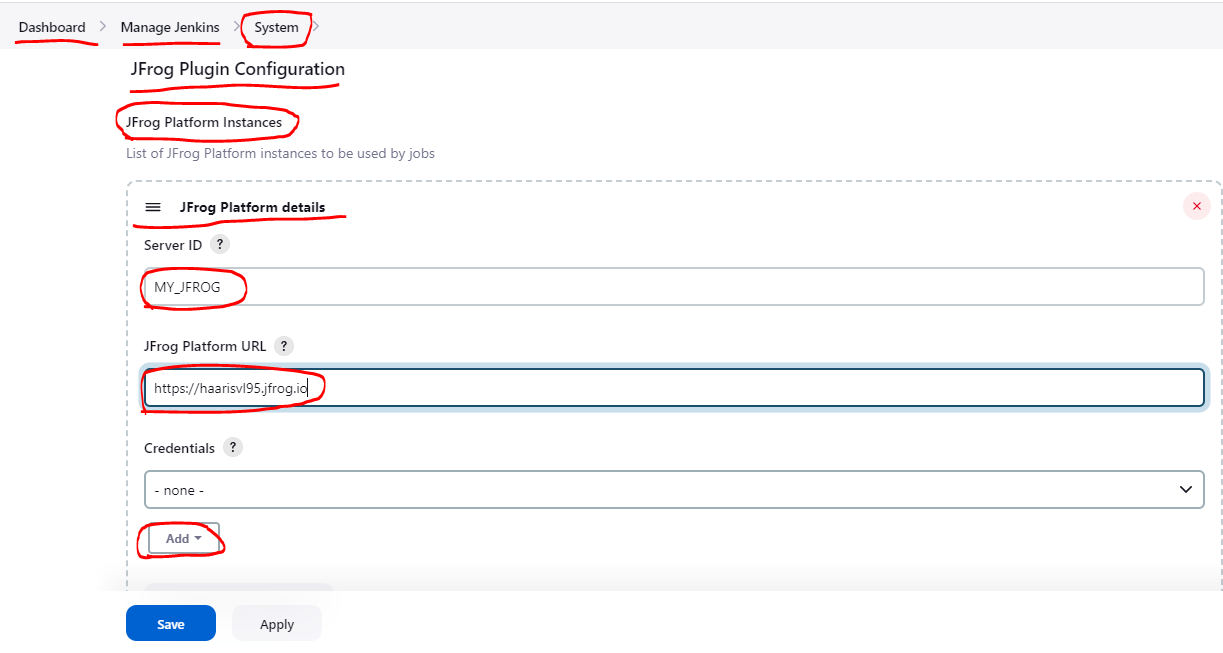 Dashboard > Manage Jenkins > System >
JFrog Plugin Configuration
JFrog Platform Instances
List of JFrog Platform instances to be used by jobs
JFrog Platform details
Server ID ?
MY_JFROG
JFrog Platform URL ?
https://haarisvl95.jfrog.io
Credentials ?
- none -
Add
Save Apply